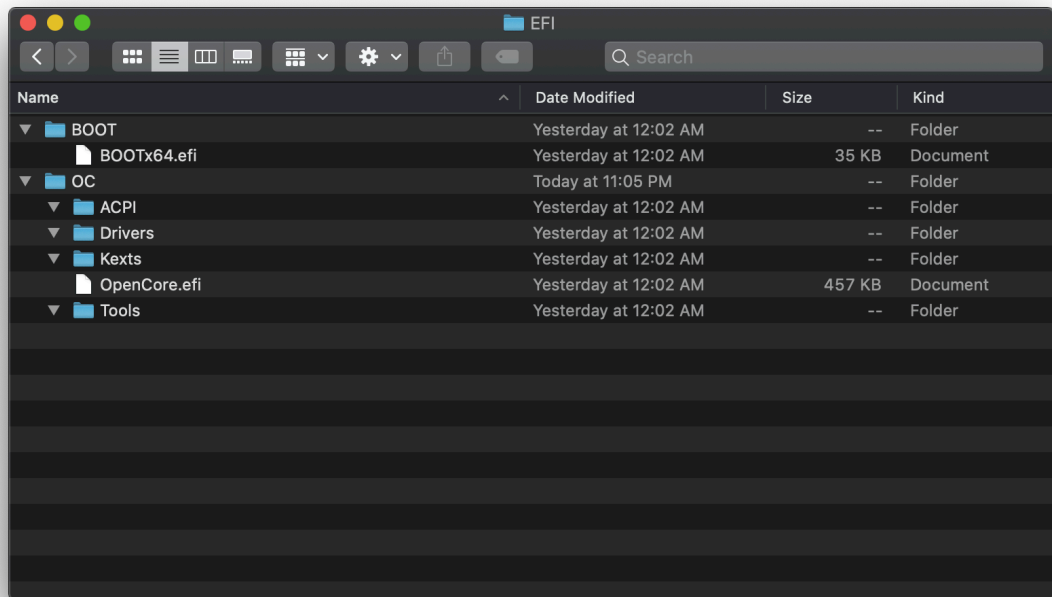 EFI
Search
Name Date Modified Size Kind
BOOT Yesterday at 12:02 AM -- Folder
BOOTx64.efi Yesterday at 12:02 AM 35 KB Document
OC Today at 11:05 PM -- Folder
ACPI Yesterday at 12:02 AM -- Folder
Drivers Yesterday at 12:02 AM -- Folder
Kexts Yesterday at 12:02 AM -- Folder
OpenCore.efi Yesterday at 12:02 AM 457 KB Document
Tools Yesterday at 12:02 AM -- Folder